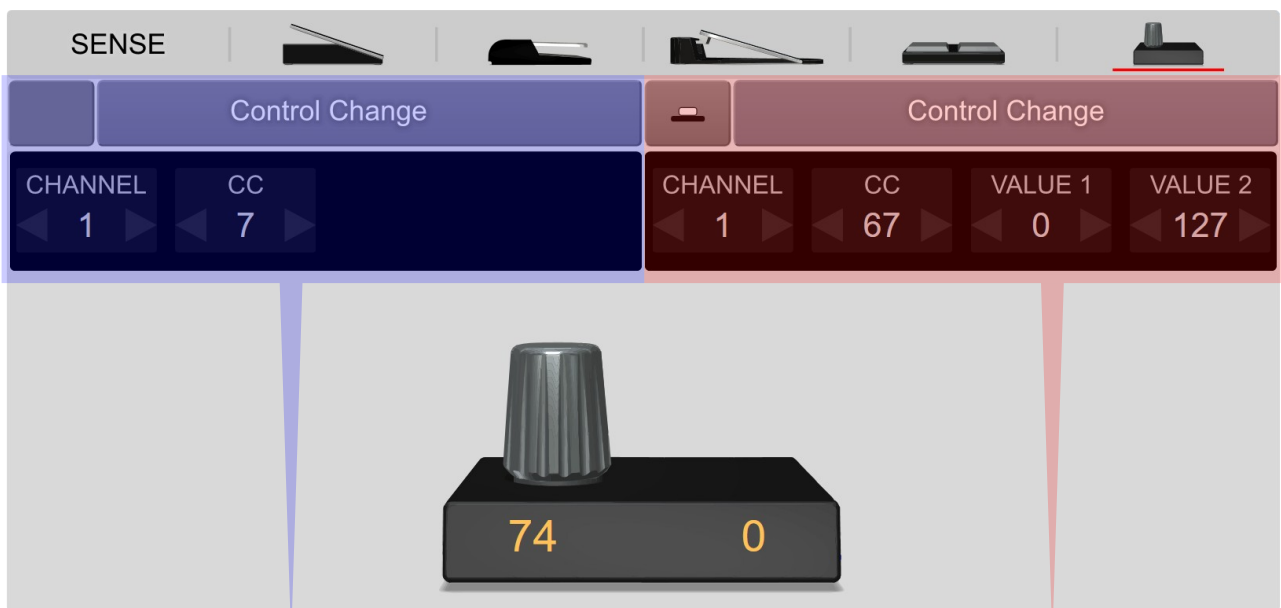 SENSE
Control Change Control Change
CHANNEL CC CHANNEL CC VALUE 1 VALUE 2
1 7 1 67 0 127
74 0